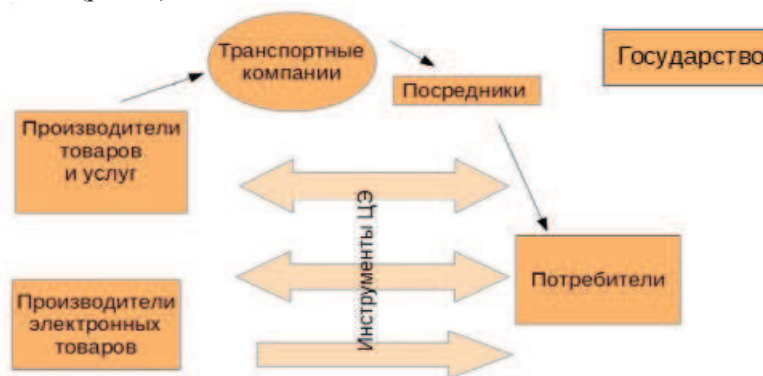 Транспортные
компании
Государство
Посредники
Производители
товаров
и услуг
Инструменты ЦЭ
Потребители
Производители
электронных
товаров